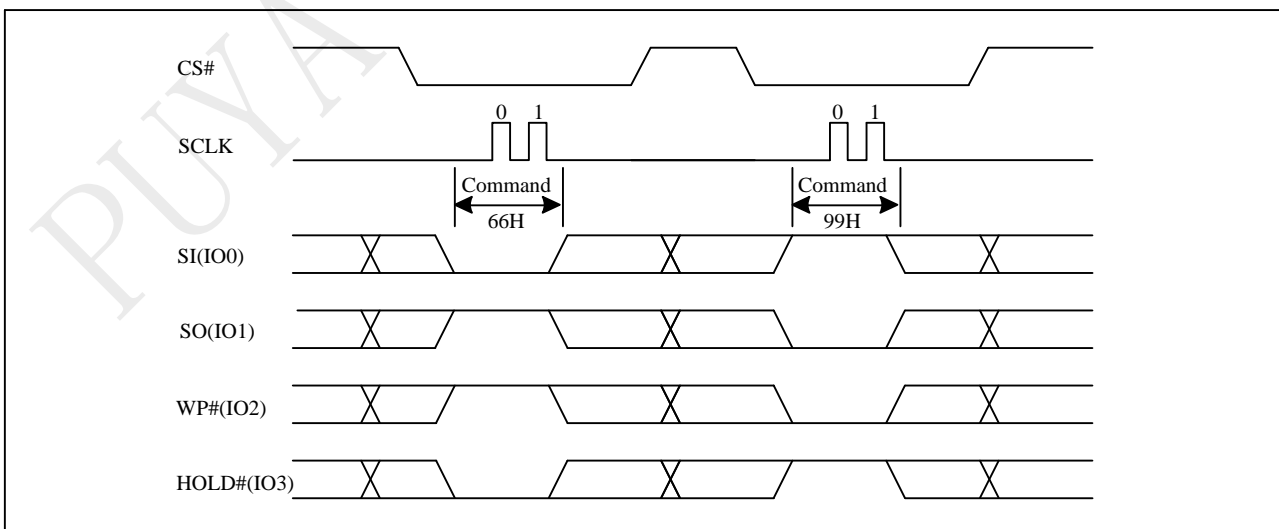 PUYA
CS#
0 1 0 1
SCLK
Command Command
66H 99H
SI(IO0)
SO(IO1)
WP#(IO2)
HOLD#(IO3)